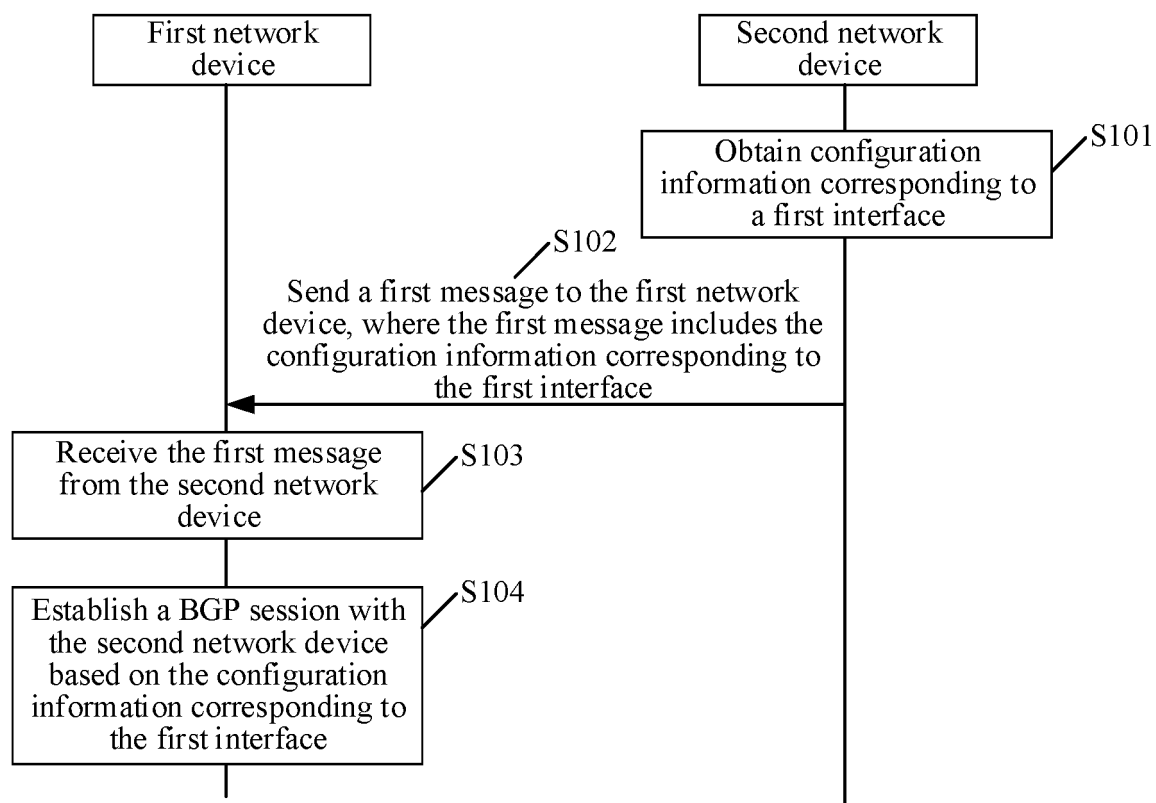 First network
device
Second network
device
S101
Obtain configuration
information corresponding to
a first interface
S102
Send a first message to the first network
device, where the first message includes the
configuration information corresponding to
the first interface
Receive the first message
from the second network
device
S103
Establish a BGP session with
the second network device
based on the configuration
information corresponding to
the first interface
S104